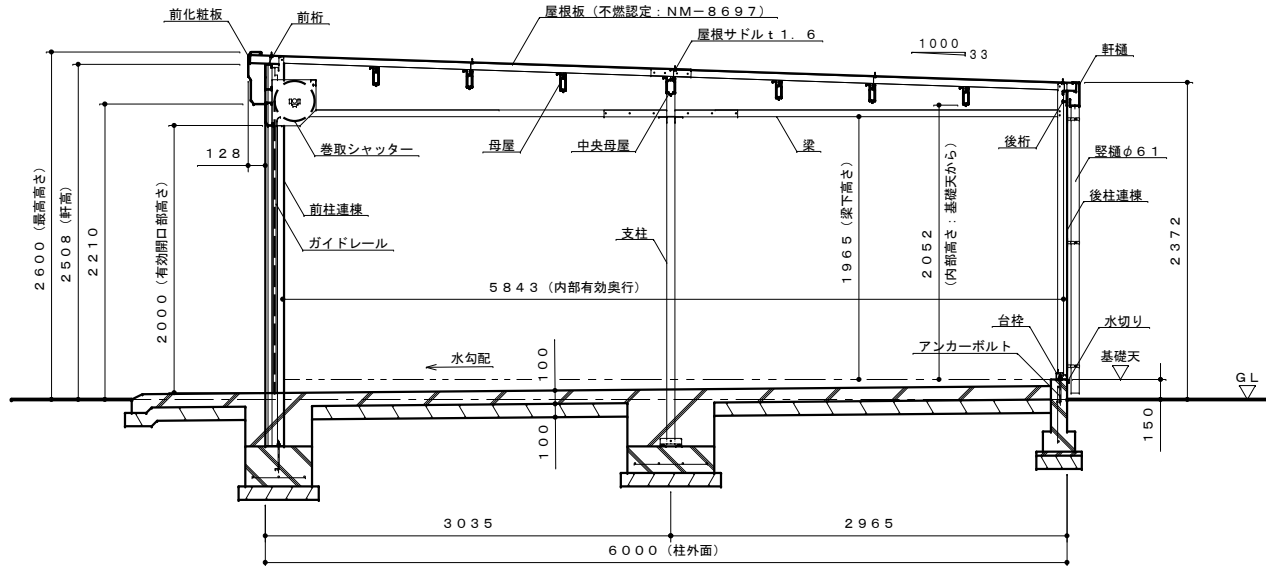 前化粧板
前桁
屋根板（不燃認定：NM－8697）
屋根サドルｔ１．６
1000
33
軒樋
巻取シャッター
母屋
中央母屋
梁
後桁
竪樋φ61
128
前柱連棟
ガイドレール
支柱
後柱連棟
2600（最高高さ）
2508（軒高）
2210
2000（有効開口部高さ）
1965（梁下高さ）
2052
（内部高さ：基礎天から）
2372
5843（内部有効奥行）
台枠
水切り
アンカーボルト
基礎天
水勾配
100
100
GL
150
3035
2965
6000（柱外面）